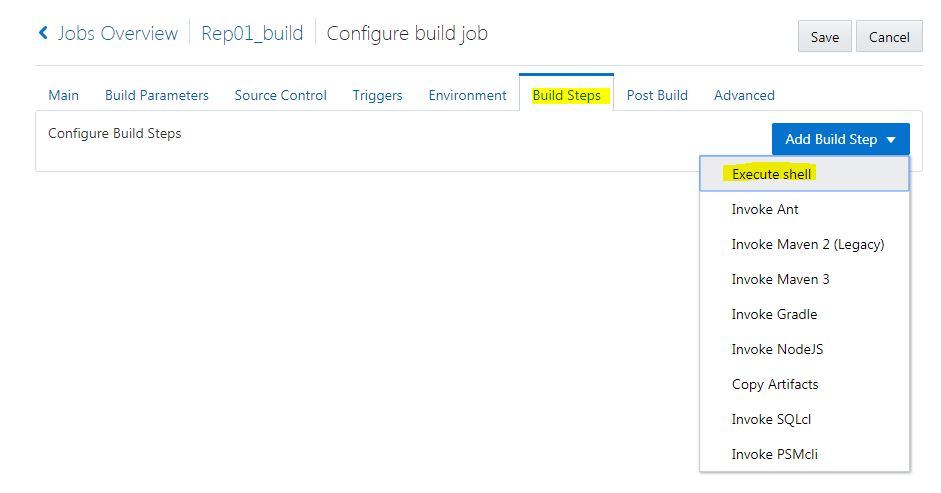 Jobs Overview Rep01_build Configure build job Save Cancel
Main Build Parameters Source Control Triggers Environment Build Steps Post Build Advanced
Configure Build Steps Add Build Step
Execute shell
Invoke Ant
Invoke Maven 2 (Legacy)
Invoke Maven 3
Invoke Gradle
Invoke NodeJS
Copy Artifacts
Invoke SQLcl
Invoke PSMcli